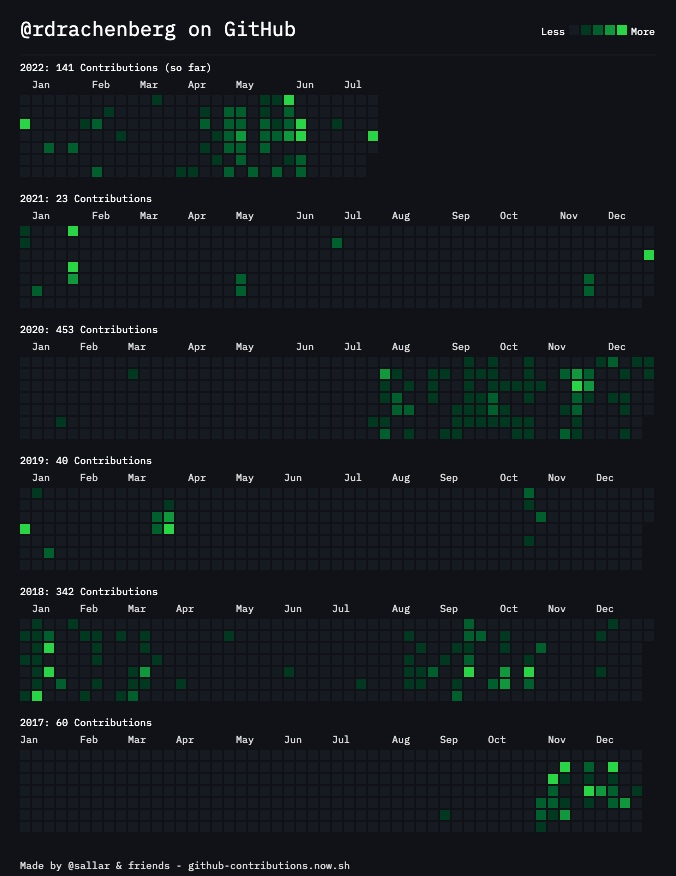 @rdrachenberg on GitHub
Less More
2022: 141 Contributions (so far)
Jan Feb Mar Apr May Jun Jul
2021: 23 Contributions
Jan Feb Mar Apr May Jun Jul Aug Sep Oct Nov Dec
2020: 453 Contributions
Jan Feb Mar Apr May Jun Jul Aug Sep Oct Nov Dec
2019: 40 Contributions
Jan Feb Mar Apr May Jun Jul Aug Sep Oct Nov Dec
2018: 342 Contributions
Jan Feb Mar Apr May Jun Jul Aug Sep Oct Nov Dec
2017: 60 Contributions
Jan Feb Mar Apr May Jun Jul Aug Sep Oct Nov Dec
Made by @sallar & friends - github-contributions.now.sh